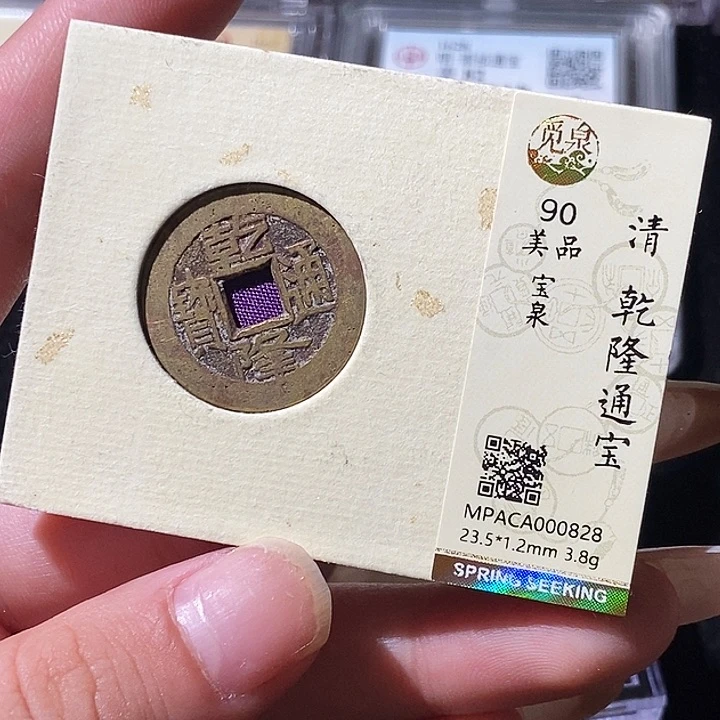 乾隆通寳
觅泉
90
美品
宝泉
清 乾隆通宝
MPACA000828
23.5*1.2mm 3.8g
SPRING SEEKING